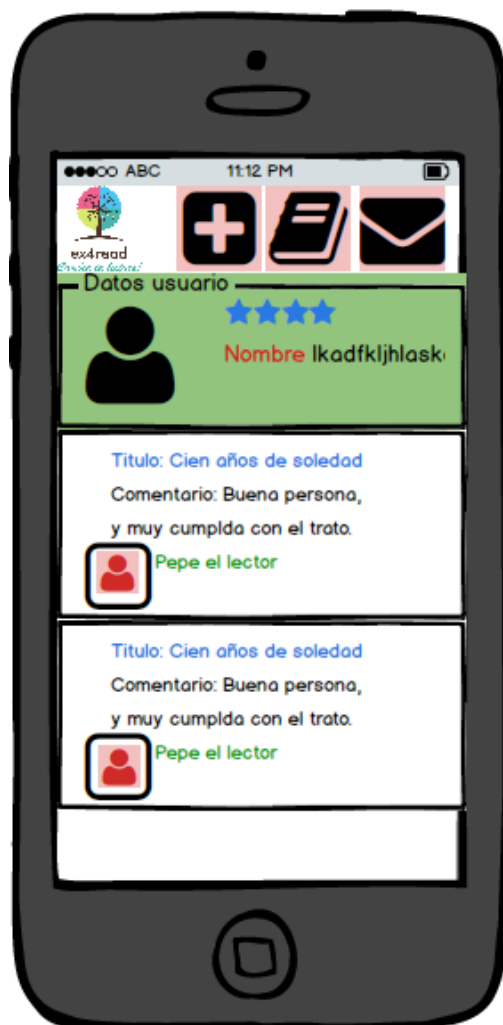 ABC 11:12 PM
ex4read
Datos usuario
Nombre lkadfkljhlask
Titulo: Cien años de soledad
Comentario: Buena persona,
y muy cumplda con el trato.
Pepe el lector
Titulo: Cien años de soledad
Comentario: Buena persona,
y muy cumplda con el trato.
Pepe el lector